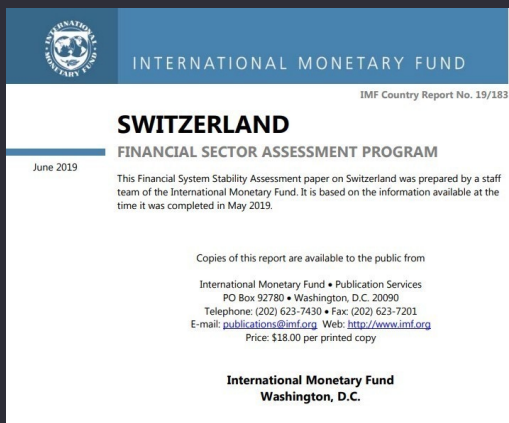 INTERNATIONAL MONETARY FUND
INTERNATIONAL MONETARY FUND
IMF Country Report No. 19/183
SWITZERLAND
FINANCIAL SECTOR ASSESSMENT PROGRAM
June 2019
This Financial System Stability Assessment paper on Switzerland was prepared by a staff
team of the International Monetary Fund. It is based on the information available at the
time it was completed in May 2019.
Copies of this report are available to the public from
International Monetary Fund • Publication Services
PO Box 92780 • Washington, D.C. 20090
Telephone: (202) 623-7430 • Fax: (202) 623-7201
E-mail: publications@imf.org Web: http://www.imf.org
Price: $18.00 per printed copy
International Monetary Fund
Washington, D.C.